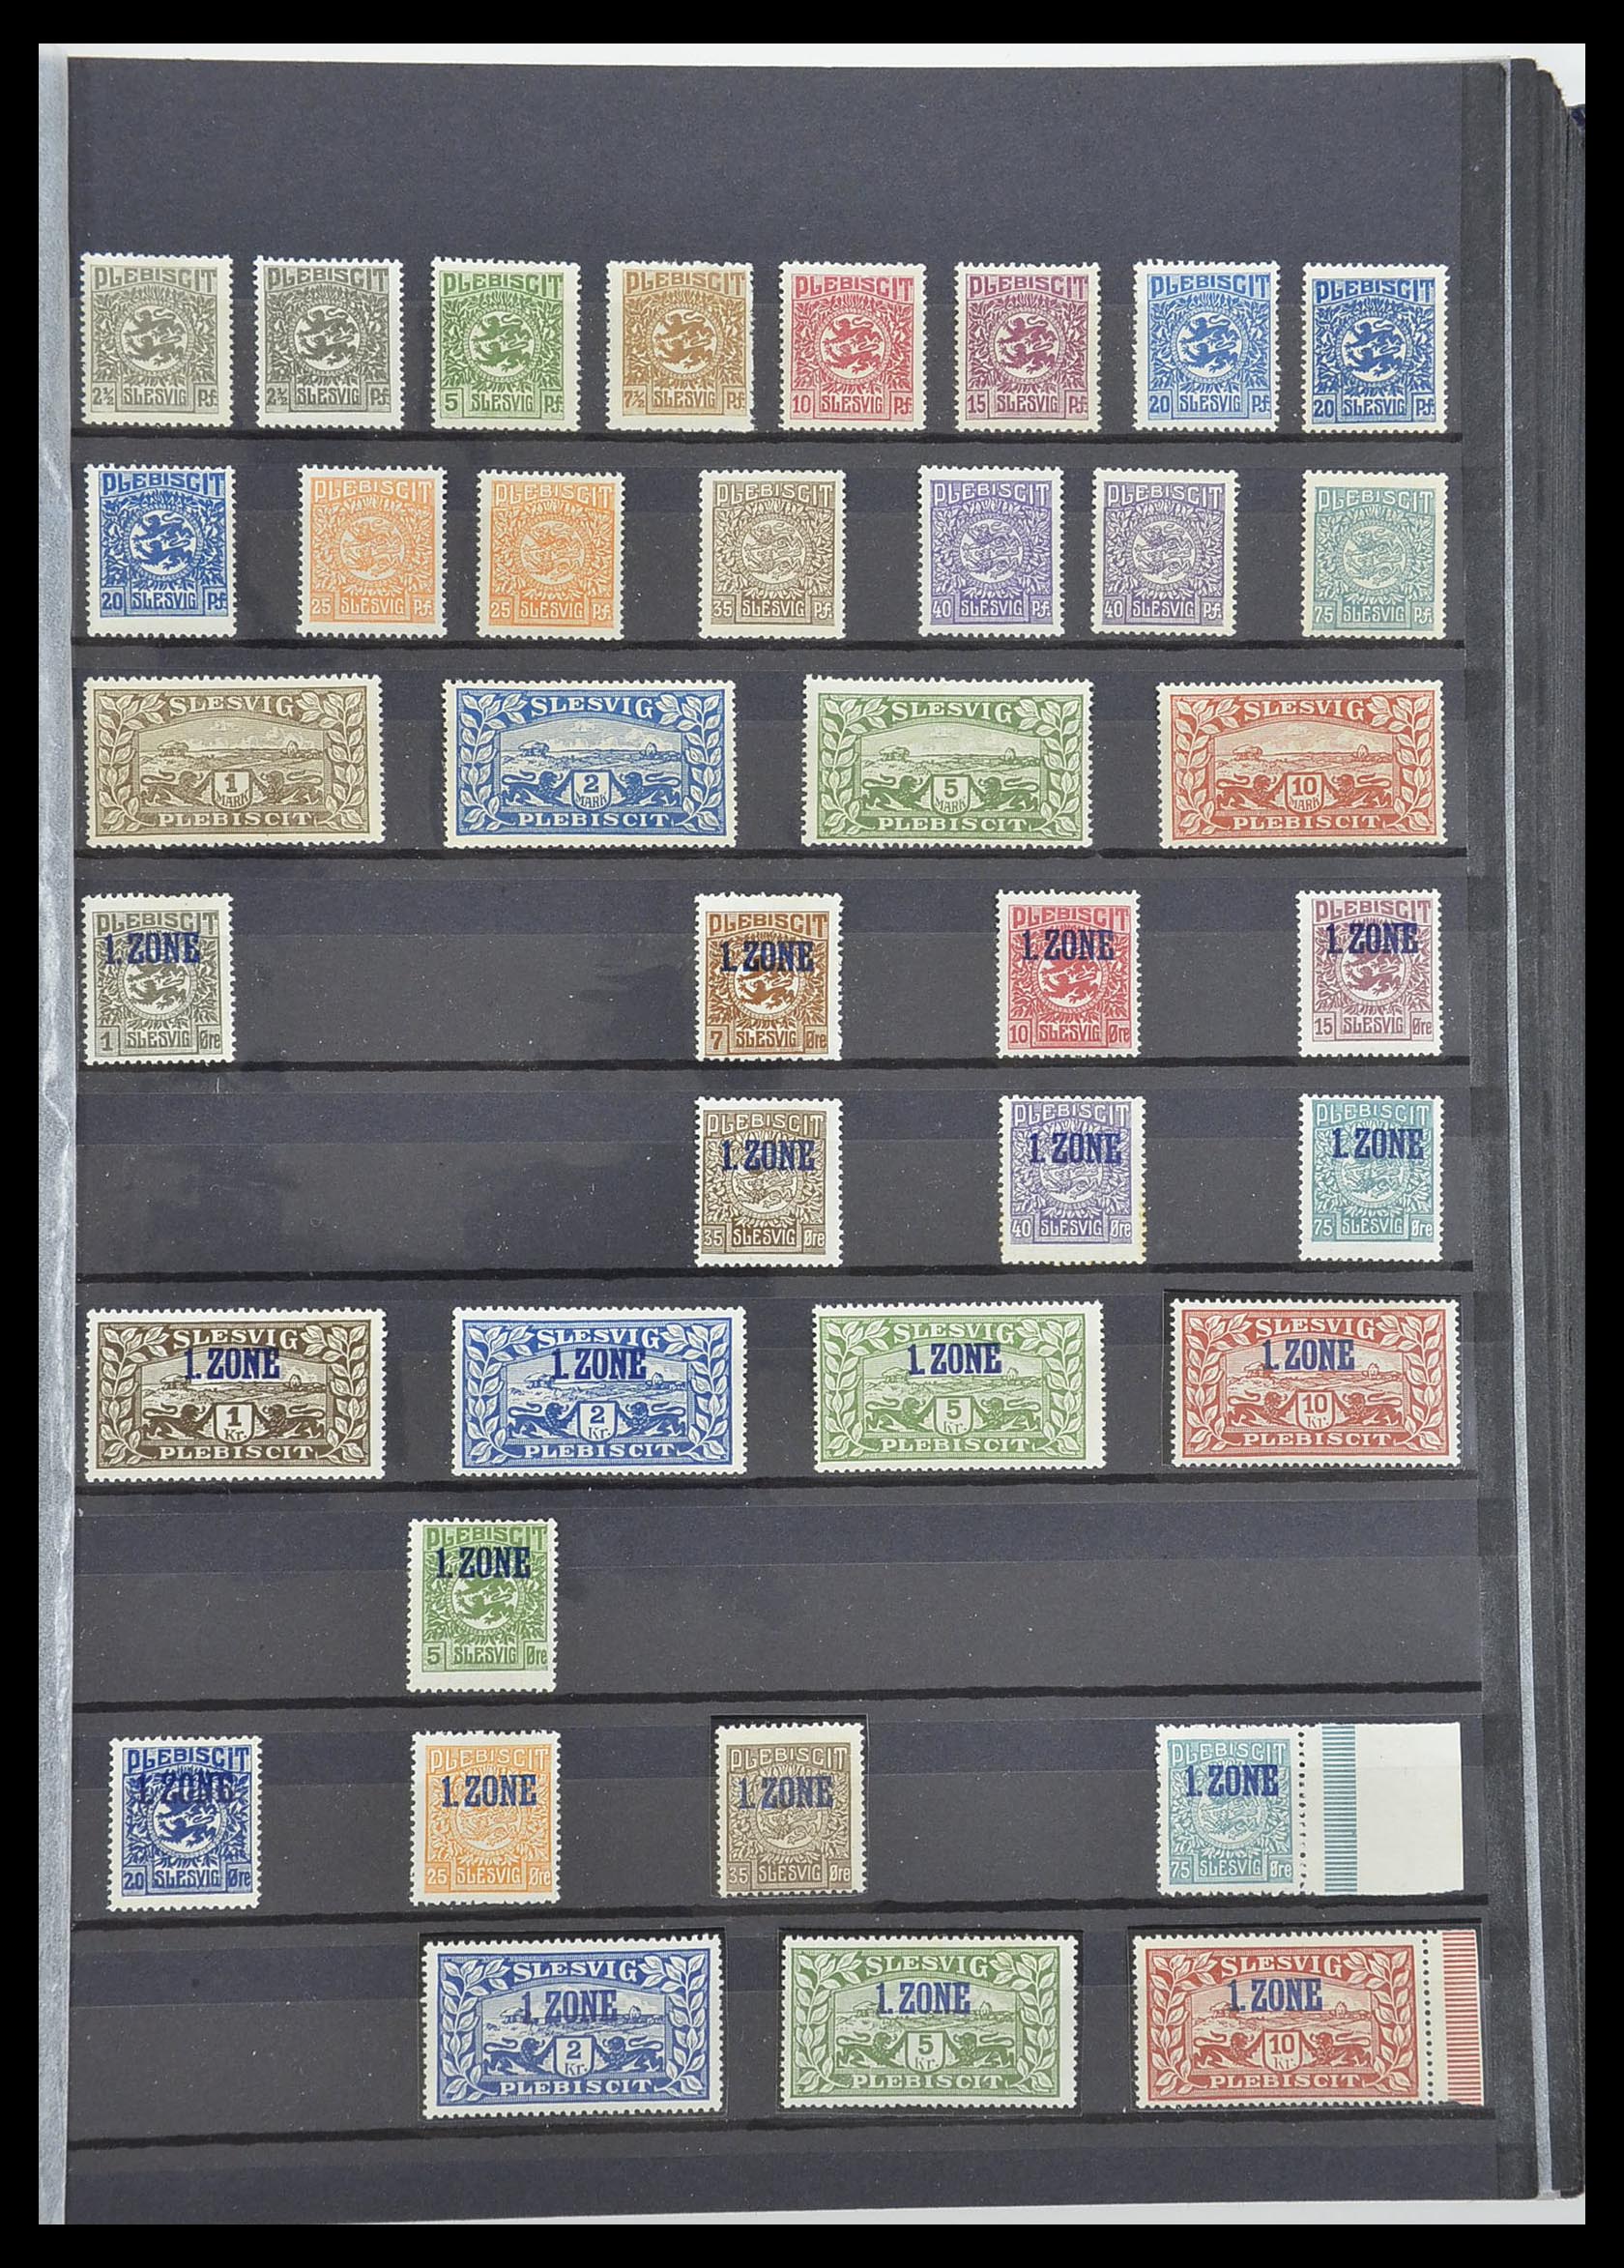 PLEBISCIT
2½ SLESVIG Pf.
PLEBISCIT
2½ SLESVIG Pf.
PLEBISCIT
5 SLESVIG Pf.
PLEBISCIT
7½ SLESVIG Pf.
PLEBISCIT
10 SLESVIG Pf.
PLEBISCIT
15 SLESVIG Pf.
PLEBISCIT
20 SLESVIG Pf.
PLEBISCIT
20 SLESVIG Pf.
PLEBISCIT
20 SLESVIG Pf.
PLEBISCIT
25 SLESVIG Pf.
PLEBISCIT
25 SLESVIG Pf.
PLEBISCIT
35 SLESVIG Pf.
PLEBISCIT
40 SLESVIG Pf.
PLEBISCIT
40 SLESVIG Pf.
PLEBISCIT
75 SLESVIG Pf.
SLESVIG
1
MARK
PLEBISCIT
SLESVIG
2
MARK
PLEBISCIT
SLESVIG
5
MARK
PLEBISCIT
SLESVIG
10
MARK
PLEBISCIT
PLEBISCIT
1. ZONE
1 SLESVIG Øre
PLEBISCIT
1. ZONE
7 SLESVIG Øre
PLEBISCIT
1. ZONE
10 SLESVIG Øre
PLEBISCIT
1. ZONE
15 SLESVIG Øre
PLEBISCIT
1. ZONE
35 SLESVIG Øre
PLEBISCIT
1. ZONE
40 SLESVIG Øre
PLEBISCIT
1. ZONE
75 SLESVIG Øre
SLESVIG
1. ZONE
1
Kr.
PLEBISCIT
SLESVIG
1. ZONE
2
Kr.
PLEBISCIT
SLESVIG
1. ZONE
5
Kr.
PLEBISCIT
SLESVIG
1. ZONE
10
Kr.
PLEBISCIT
PLEBISCIT
1. ZONE
5 SLESVIG Øre
PLEBISCIT
1. ZONE
20 SLESVIG Øre
PLEBISCIT
1. ZONE
25 SLESVIG Øre
PLEBISCIT
1. ZONE
35 SLESVIG Øre
PLEBISCIT
1. ZONE
75 SLESVIG Øre
SLESVIG
1. ZONE
2
Kr.
PLEBISCIT
SLESVIG
1. ZONE
5
Kr.
PLEBISCIT
SLESVIG
1. ZONE
10
Kr.
PLEBISCIT